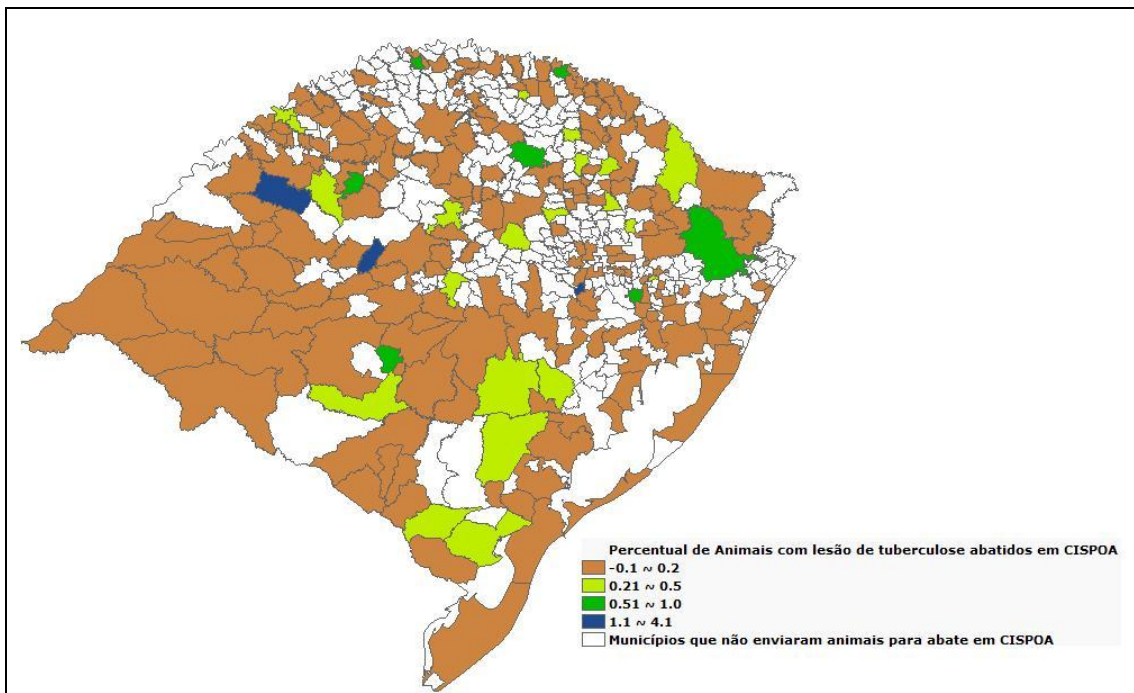 Percentual de Animais com lesão de tuberculose abatidos em CISPOA
-0.1 ~ 0.2
0.21 ~ 0.5
0.51 ~ 1.0
1.1 ~ 4.1
Municípios que não enviaram animais para abate em CISPOA